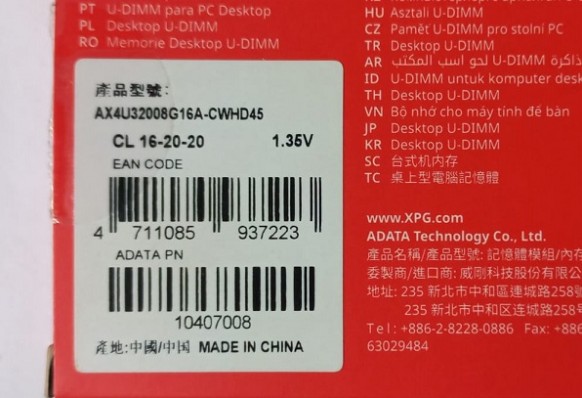 PT U-DIMM para PC Desktop
PL Desktop U-DIMM
RO Memorie Desktop U-DIMM
產品型號:
AX4U32008G16A-CWHD45
CL 16-20-20 1.35V
EAN CODE
4 711085 937223
ADATA PN
10407008
產地:中國/中国 MADE IN CHINA
HU Asztali U-DIMM
CZ Pamět U-DIMM pro stolní PC
TR Desktop U-DIMM
AR ذاكرة U-DIMM لحو اسب المكتب
ID U-DIMM untuk komputer desk
TH Desktop U-DIMM
VN Bộ nhớ cho máy tính để bàn
JP Desktop U-DIMM
KR Desktop U-DIMM
SC 台式机内存
TC 桌上型電腦記憶體
www.XPG.com
ADATA Technology Co., Ltd.
產品名稱/產品型號: 記憶體模組/內存
委製商/進口商: 威剛科技股份有限公
地址: 235 新北市中和區連城路258號
235 新北市中和区连城路258号
Tel: +886-2-8228-0886 Fax: +886
63029484